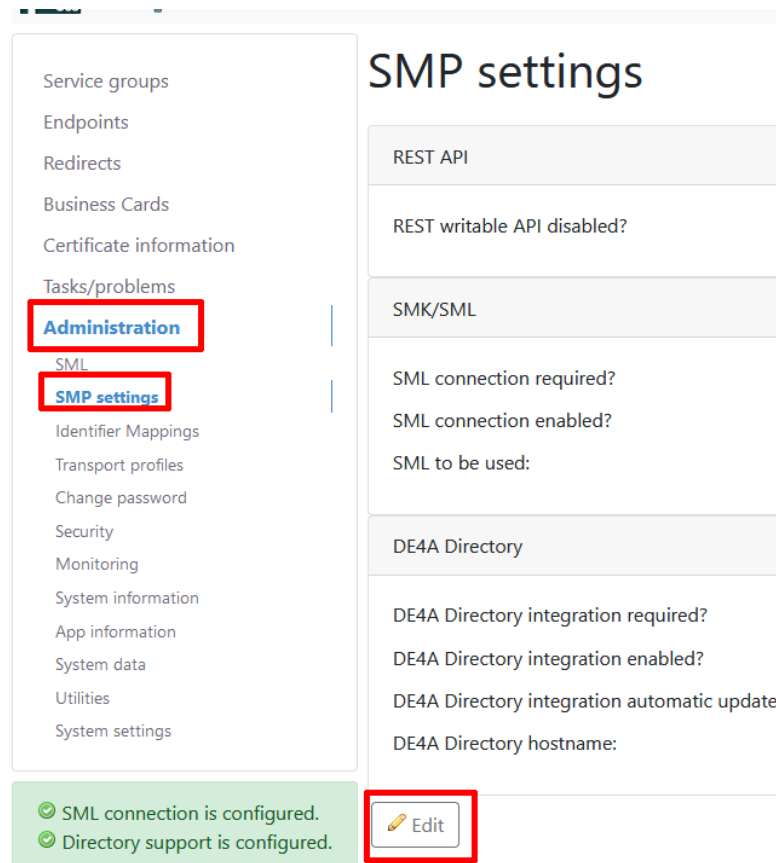 Service groups
Endpoints
Redirects
Business Cards
Certificate information
Tasks/problems
Administration
SML
SMP settings
Identifier Mappings
Transport profiles
Change password
Security
Monitoring
System information
App information
System data
Utilities
System settings
SML connection is configured.
Directory support is configured.
SMP settings
REST API
REST writable API disabled?
SMK/SML
SML connection required?
SML connection enabled?
SML to be used:
DE4A Directory
DE4A Directory integration required?
DE4A Directory integration enabled?
DE4A Directory integration automatic update
DE4A Directory hostname:
Edit